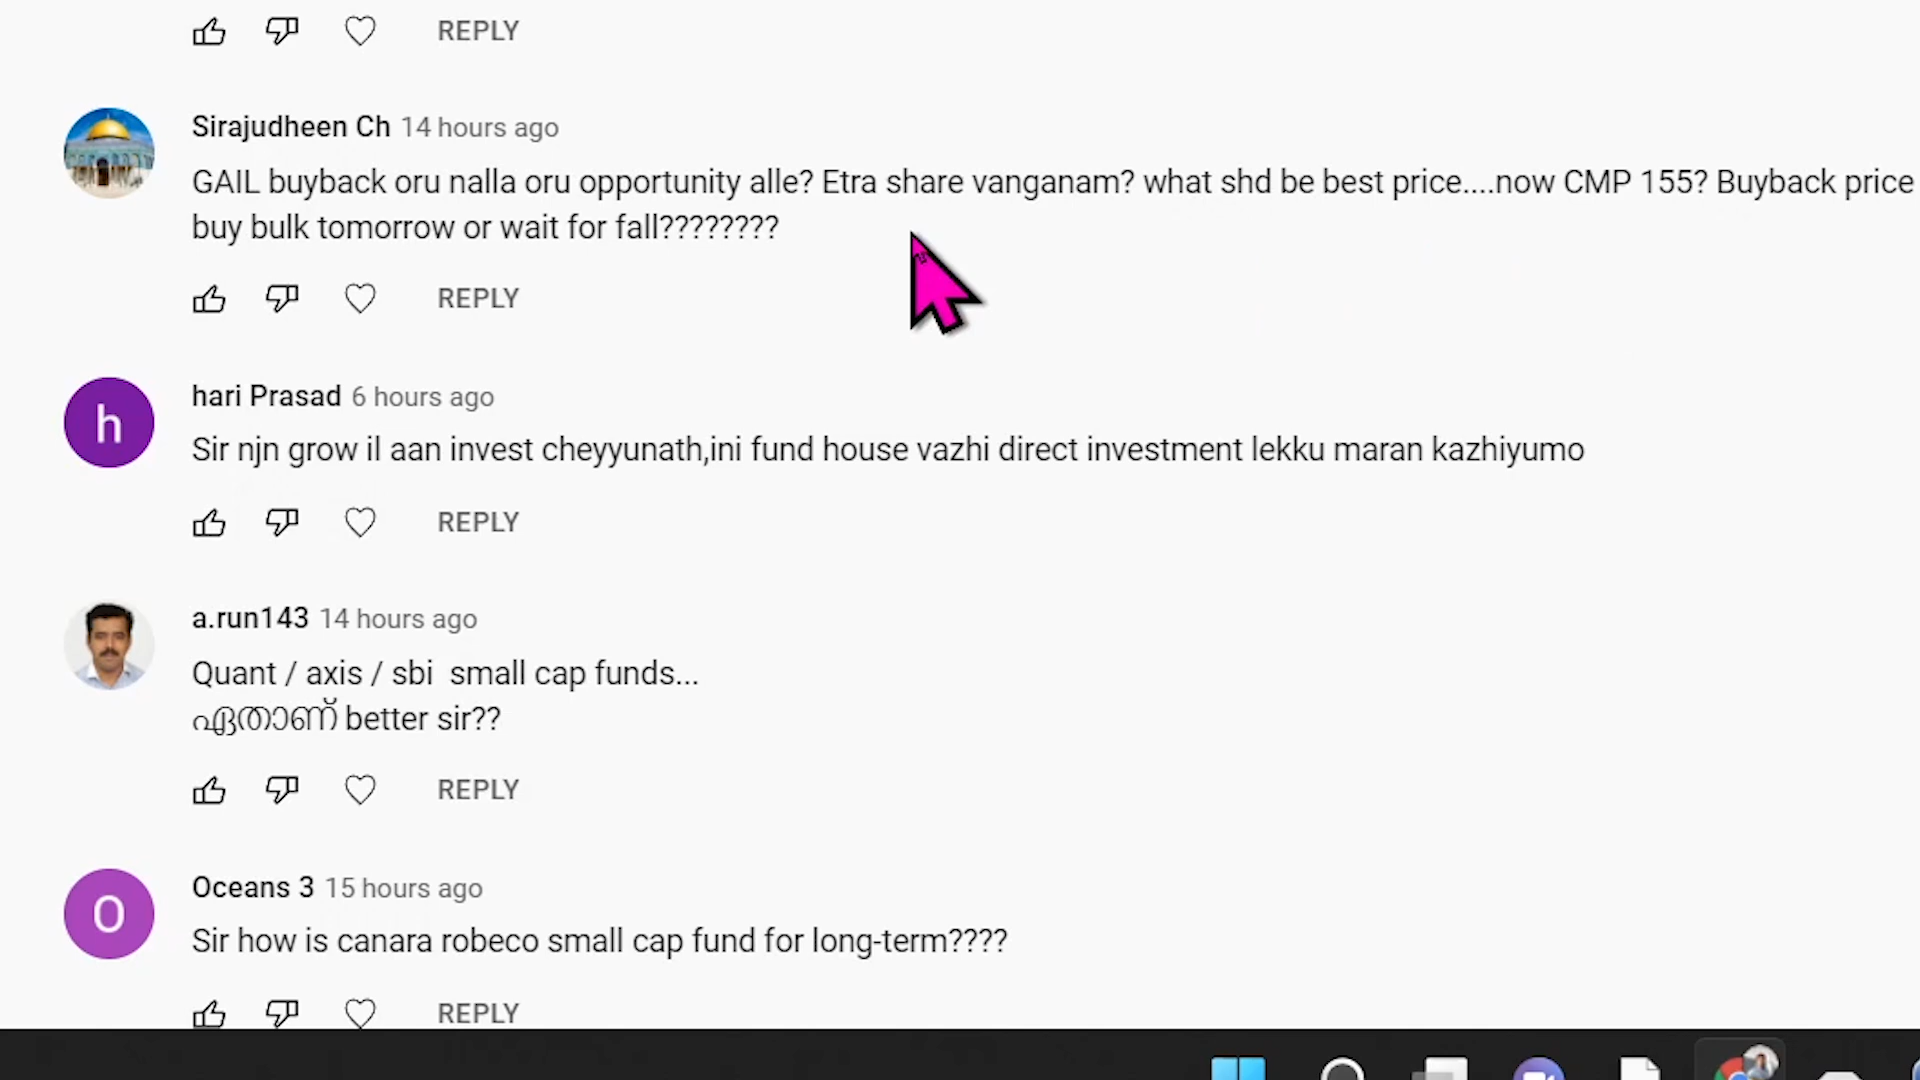 REPLY
Sirajudheen Ch 14 hours ago
GAIL buyback oru nalla oru opportunity alle? Etra share vanganam? what shd be best price....now CMP 155? Buyback price
buy bulk tomorrow or wait for fall????????
REPLY
h
hari Prasad 6 hours ago
Sir njn grow il aan invest cheyyunath,ini fund house vazhi direct investment lekku maran kazhiyumo
REPLY
a.run143 14 hours ago
Quant / axis / sbi small cap funds...
ഏതാണ് better sir??
REPLY
O
Oceans 3 15 hours ago
Sir how is canara robeco small cap fund for long-term????
REPLY